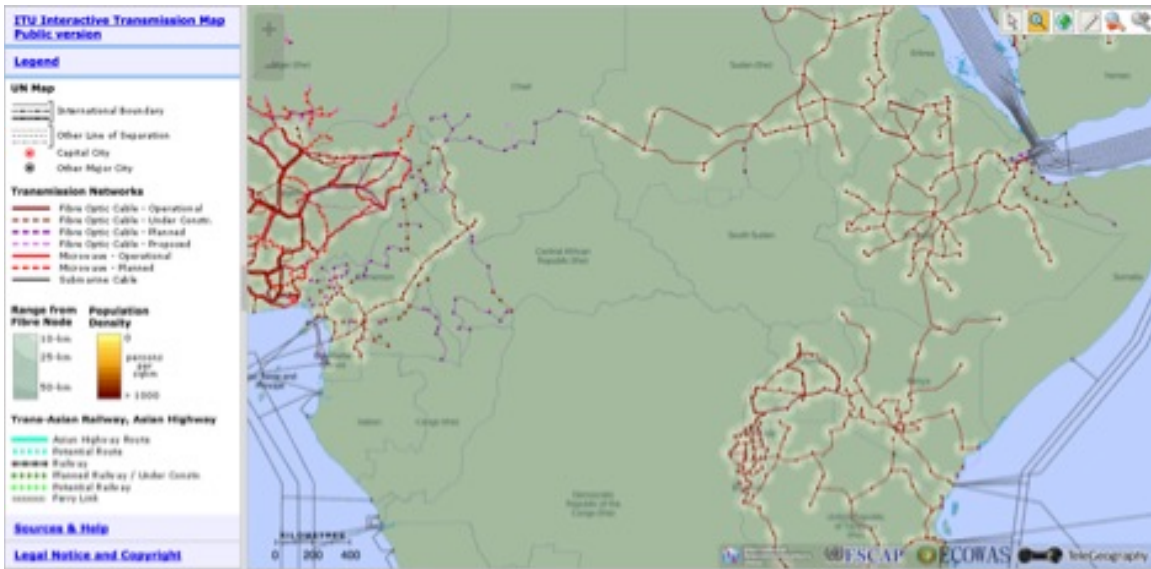 ITU Interactive Transmission Map
Public version
Legend
UN Map
International Boundary
Other Line of Separation
Capital City
Other Major City
Transmission Networks
Fibre Optic Cable - Operational
Fibre Optic Cable - Under Constr.
Fibre Optic Cable - Planned
Fibre Optic Cable - Proposed
Microwave - Operational
Microwave - Planned
Submarine Cable
Range from Fibre Node
Population Density
10-km
25-km
50-km
0
persons per sqkm
> 1000
Trans-Asian Railway, Asian Highway
Asian Highway Route
Potential Route
Railway
Planned Railway / Under Constr.
Potential Railway
Ferry Link
Sources & Help
Legal Notice and Copyright
Chad
Eritrea
Yemen
Central African
Republic
South Sudan
Somalia
Kenya
Gabon
Democratic
Republic of the
KILOMETRES
0 200 400
ESCAP
ECOWAS
TeleGeography